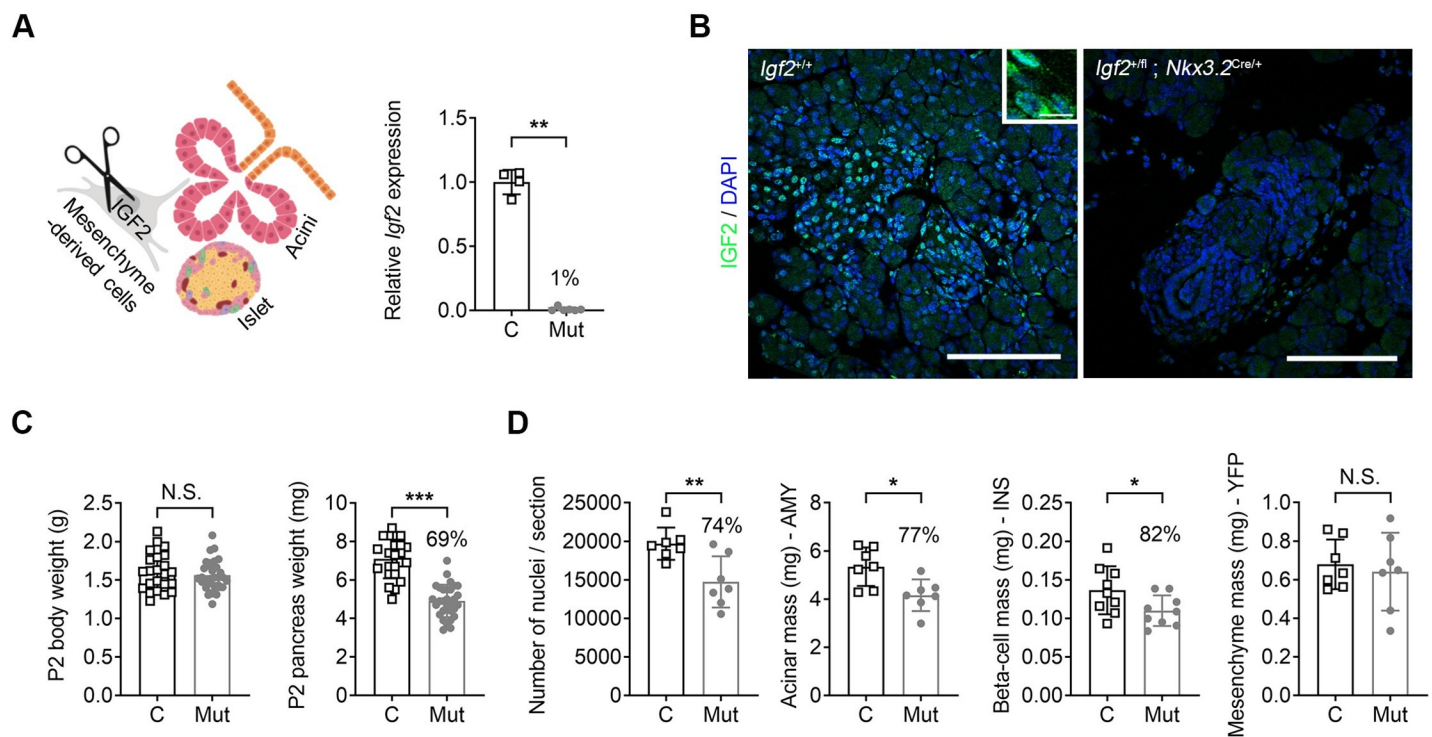 A
IGF2
Mesenchyme
-derived cells
Acini
Islet
Relative Igf2 expression
1.5
1.0
0.5
0.0
**
1%
C
Mut
B
IGF2 / DAPI
Igf2+/+
Igf2+/fl ; Nkx3.2Cre/+
C
P2 body weight (g)
2.5
2.0
1.5
1.0
0.5
0.0
N.S.
C
Mut
P2 pancreas weight (mg)
10
8
6
4
2
0
***
69%
C
Mut
D
Number of nuclei / section
25000
20000
15000
10000
5000
0
**
74%
C
Mut
Acinar mass (mg) - AMY
8
6
4
2
0
*
77%
C
Mut
Beta-cell mass (mg) - INS
0.25
0.20
0.15
0.10
0.05
0.00
*
82%
C
Mut
Mesenchyme mass (mg) - YFP
1.0
0.8
0.6
0.4
0.2
0.0
N.S.
C
Mut